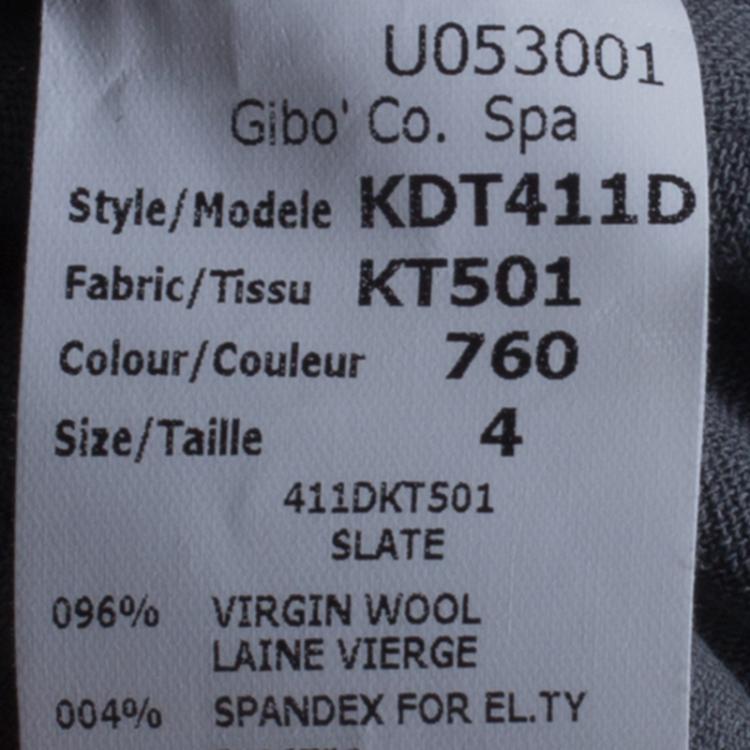 U053001
Gibo' Co. Spa
Style/Modele KDT411D
Fabric/Tissu KT501
Colour/Couleur 760
Size/Taille 4
411DKT501
SLATE
096% VIRGIN WOOL
LAINE VIERGE
004% SPANDEX FOR EL.TY